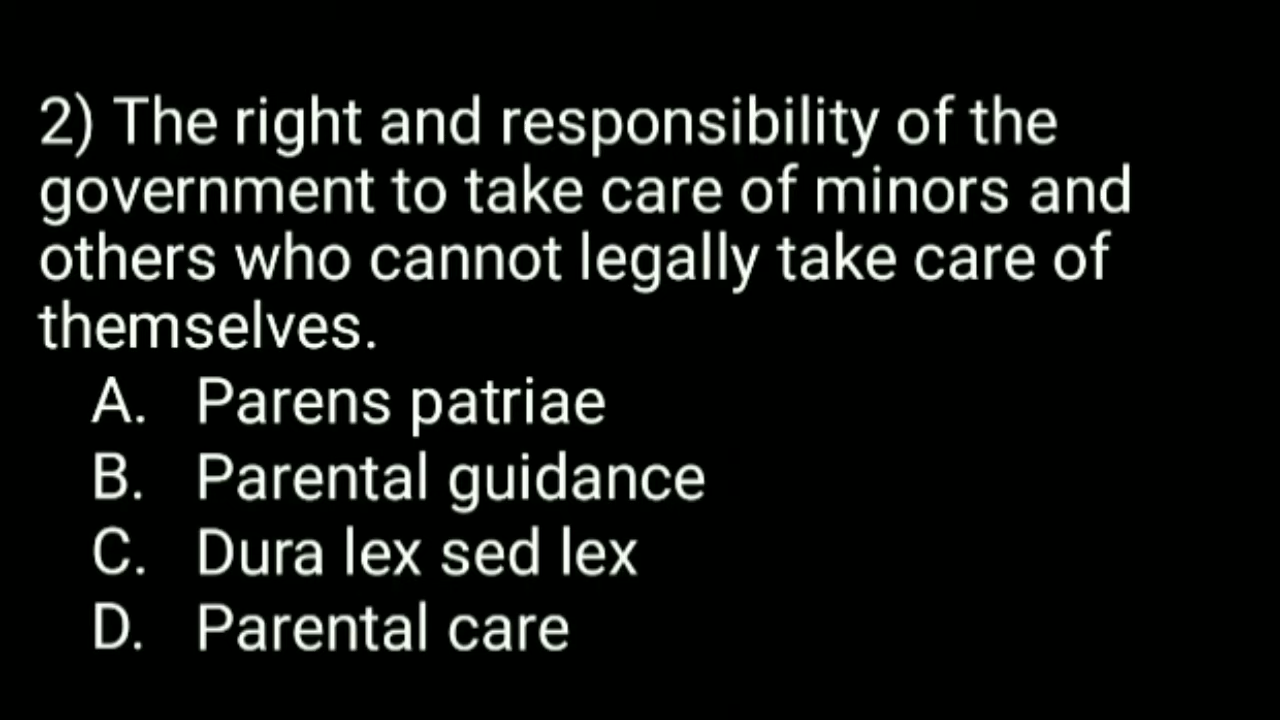 2) The right and responsibility of the
government to take care of minors and
others who cannot legally take care of
themselves.
A. Parens patriae
B. Parental guidance
C. Dura lex sed lex
D. Parental care